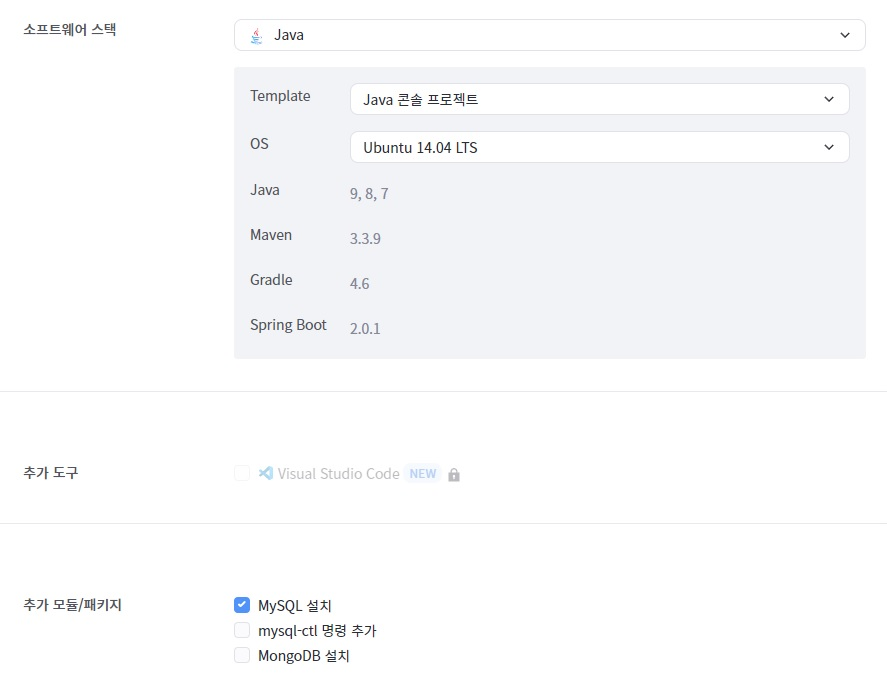 소프트웨어 스택
Java
Template
Java 콘솔 프로젝트
OS
Ubuntu 14.04 LTS
Java
9, 8, 7
Maven
3.3.9
Gradle
4.6
Spring Boot
2.0.1
추가 도구
Visual Studio Code NEW
추가 모듈/패키지
MySQL 설치
mysql-ctl 명령 추가
MongoDB 설치